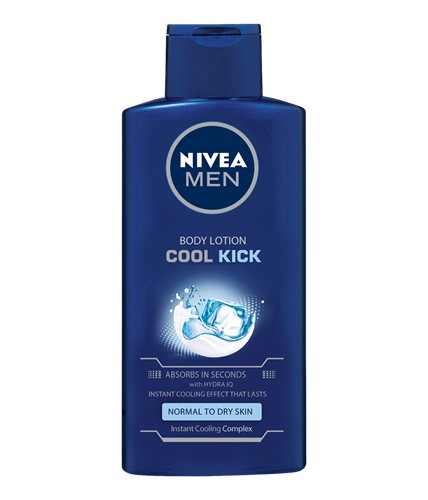 NIVEA
MEN
BODY LOTION
COOL KICK
ABSORBS IN SECONDS
with HYDRA IQ
INSTANT COOLING EFFECT THAT LASTS
NORMAL TO DRY SKIN
Instant Cooling Complex